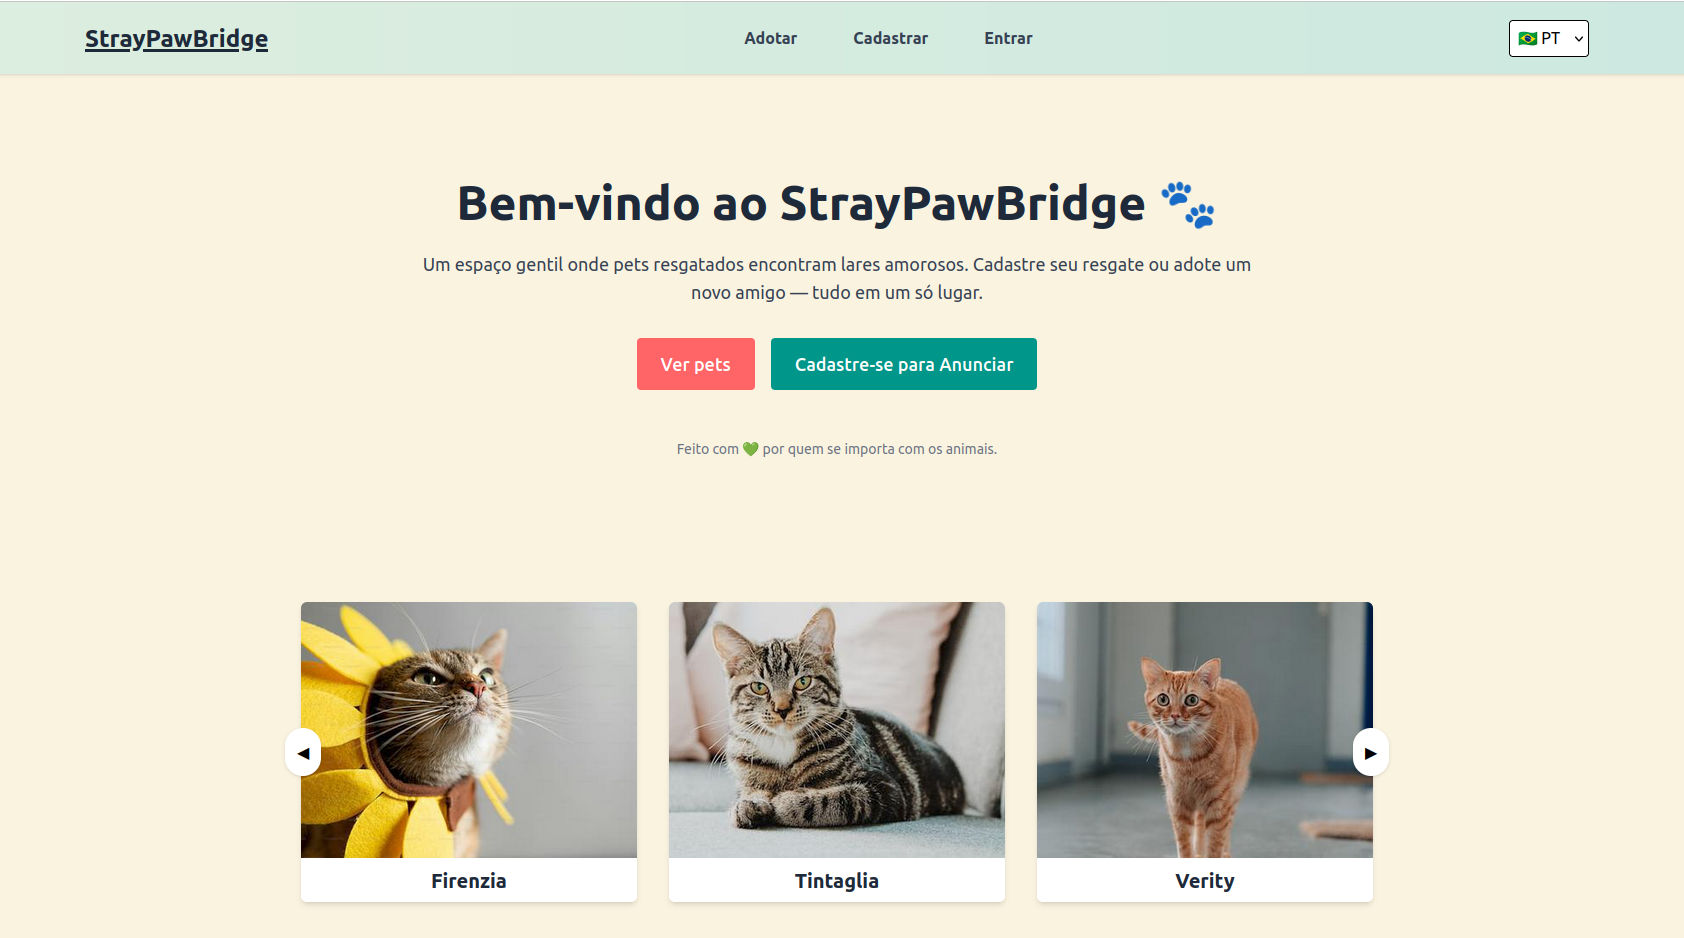 StrayPawBridge
Adotar
Cadastrar
Entrar
🇧🇷 PT
Bem-vindo ao StrayPawBridge 🐾
Um espaço gentil onde pets resgatados encontram lares amorosos. Cadastre seu resgate ou adote um
novo amigo — tudo em um só lugar.
Ver pets
Cadastre-se para Anunciar
Feito com 💚 por quem se importa com os animais.
Firenzia
Tintaglia
Verity